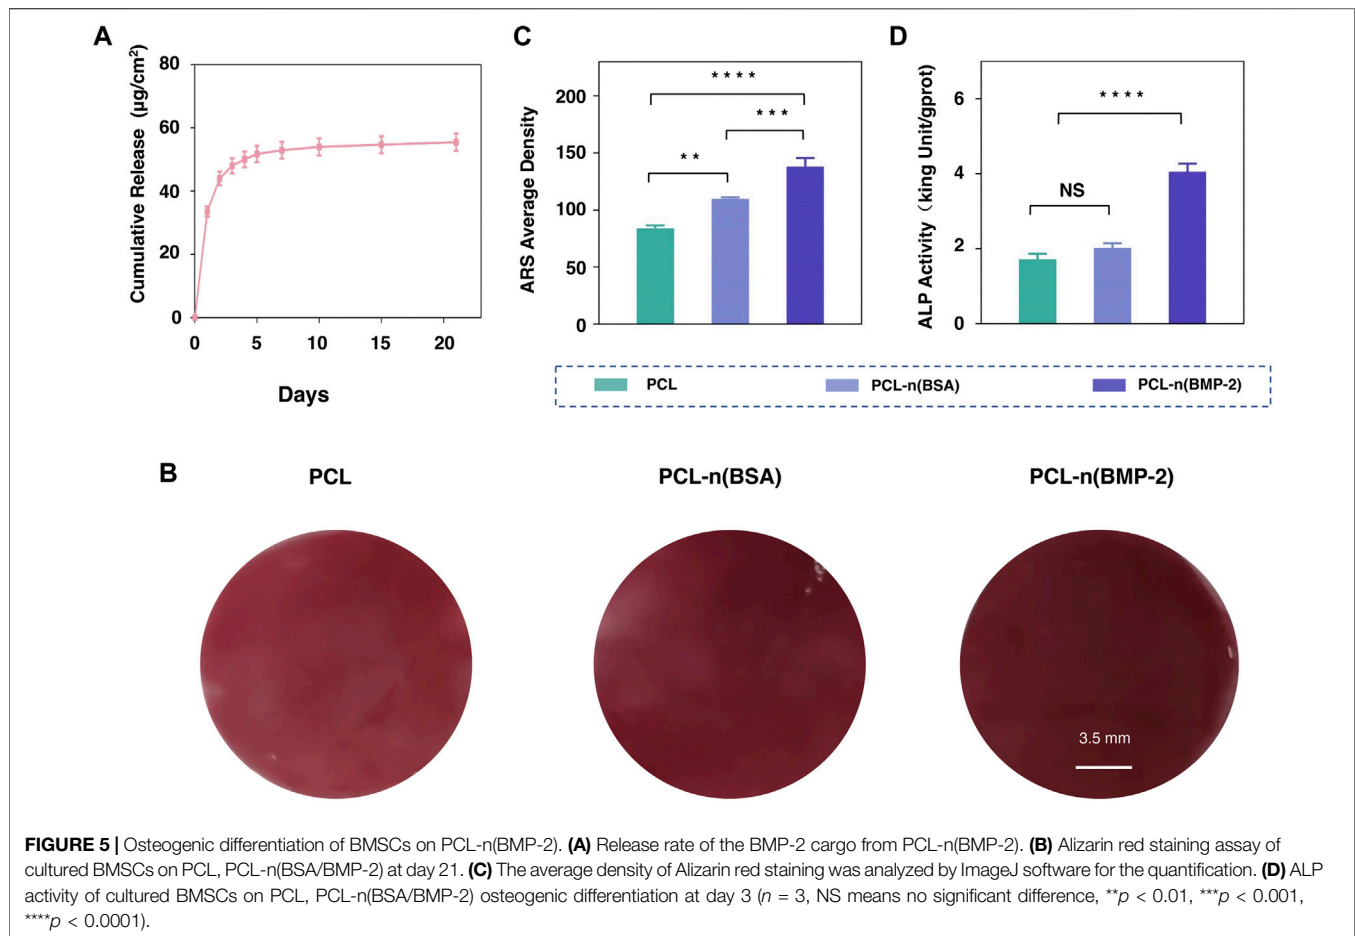 A
Cumulative Release (μg/cm²)
80
60
40
20
0
0 5 10 15 20
Days
C
ARS Average Density
200
150
100
50
0
****
***
**
D
ALP Activity（king Unit/gprot)
6
4
2
0
****
NS
PCL PCL-n(BSA) PCL-n(BMP-2)
B
PCL PCL-n(BSA) PCL-n(BMP-2)
3.5 mm
FIGURE 5 | Osteogenic differentiation of BMSCs on PCL-n(BMP-2). (A) Release rate of the BMP-2 cargo from PCL-n(BMP-2). (B) Alizarin red staining assay of
cultured BMSCs on PCL, PCL-n(BSA/BMP-2) at day 21. (C) The average density of Alizarin red staining was analyzed by ImageJ software for the quantification. (D) ALP
activity of cultured BMSCs on PCL, PCL-n(BSA/BMP-2) osteogenic differentiation at day 3 (n = 3, NS means no significant difference, **p < 0.01, ***p < 0.001,
****p < 0.0001).